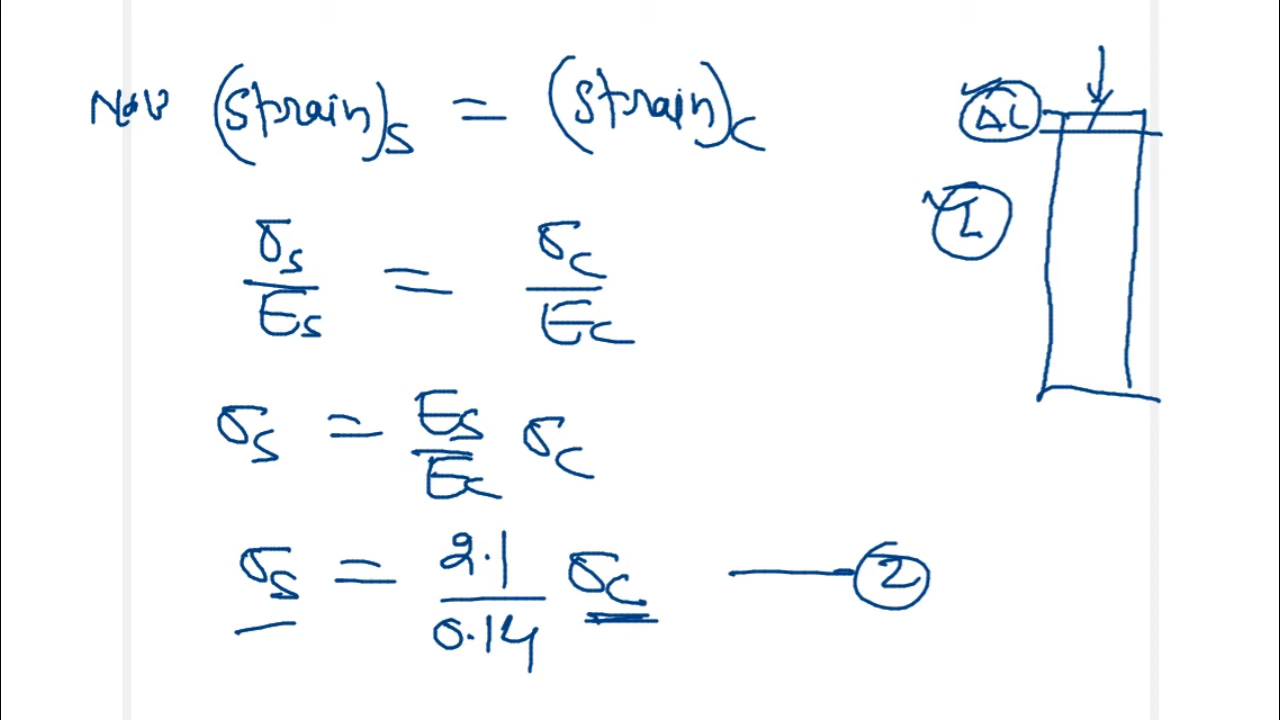 Now (Strain)s = (Strain)c
ΔL
L
σs/Es = σc/Ec
σs = Es/Ec σc
σs = 2.1/0.14 σc — 2